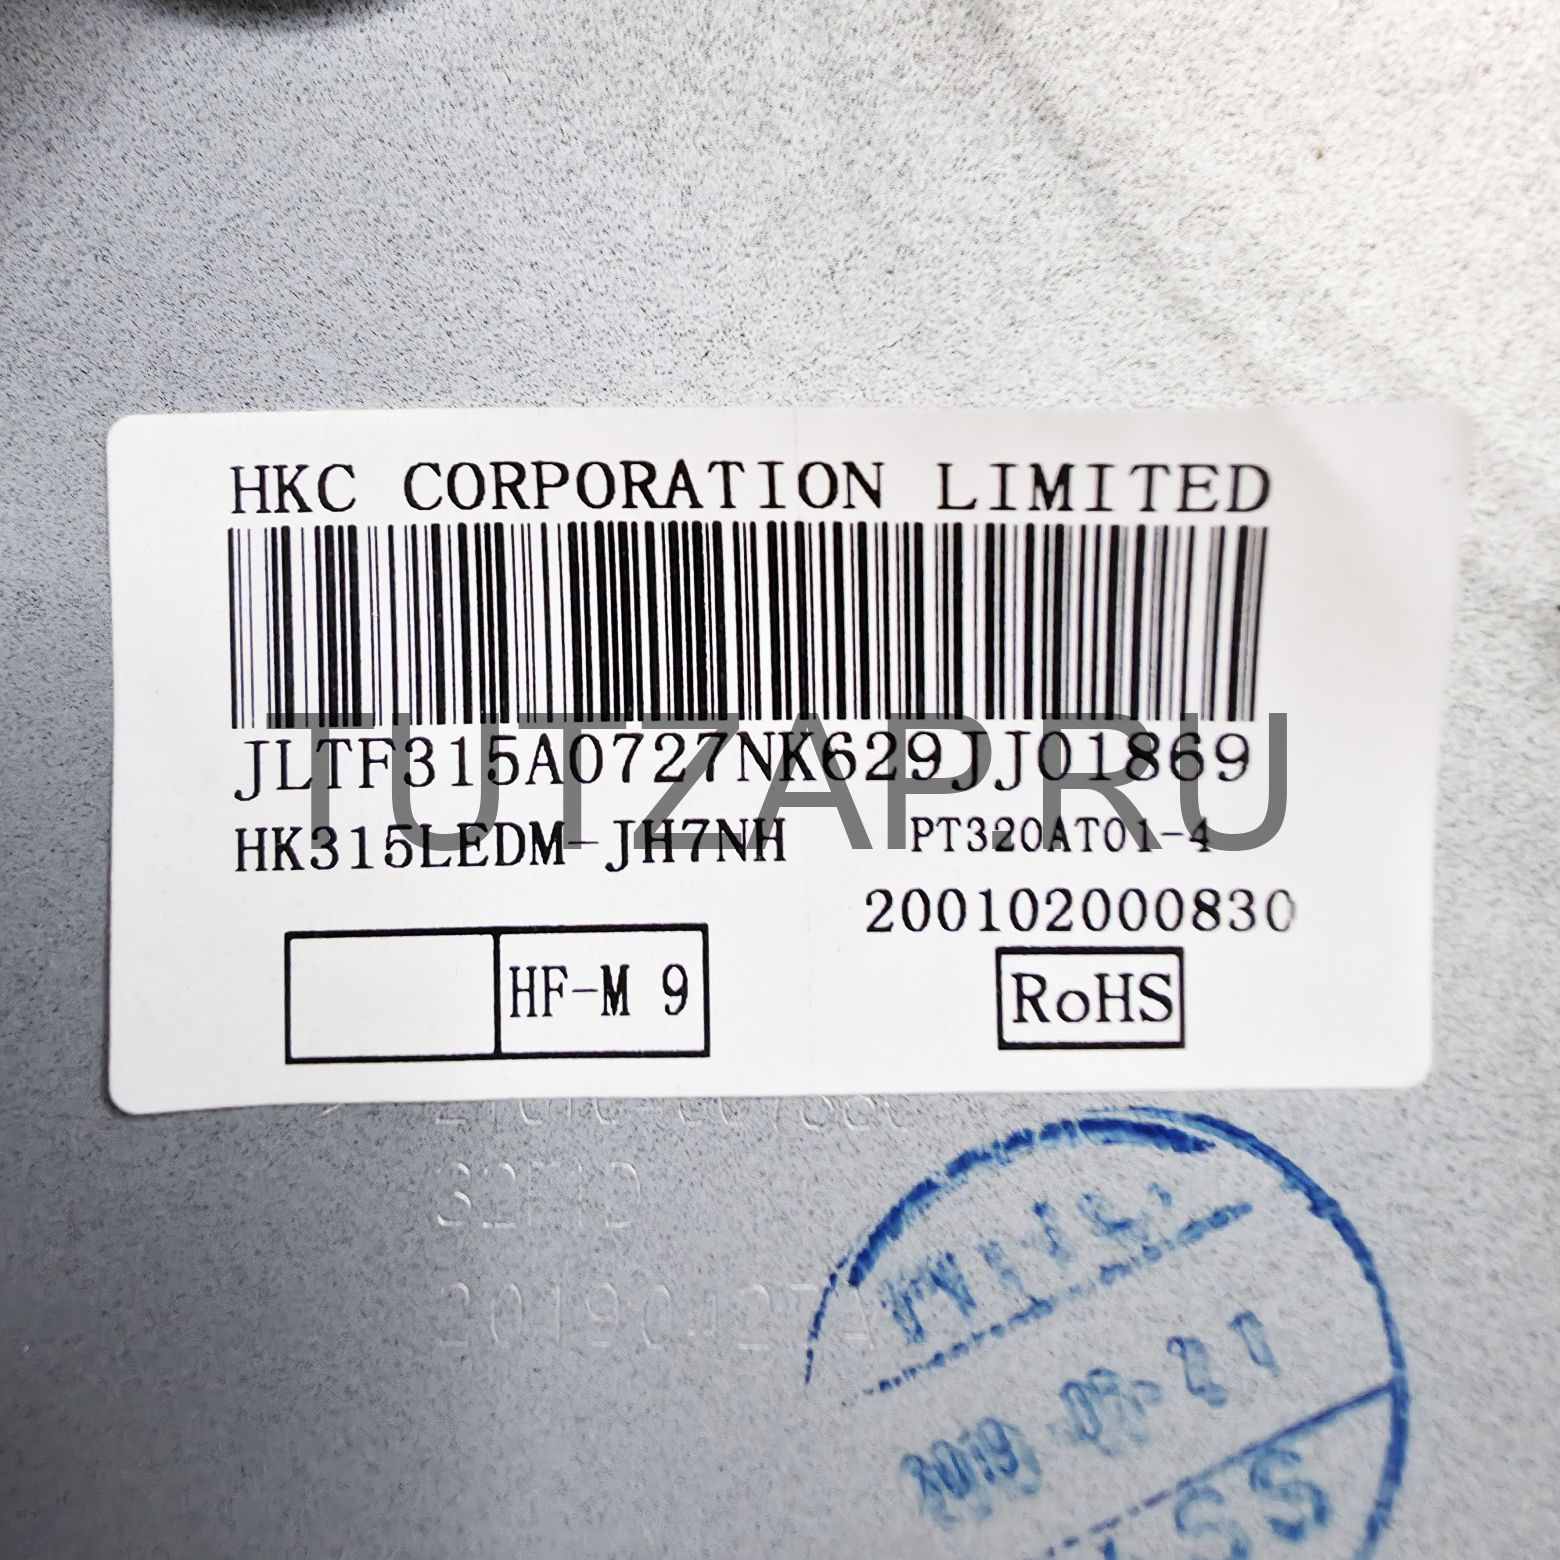 HKC CORPORATION LIMITED
JLTF315A0727NK629JJ01869
TUTZAP.RU
HK315LEDM-JH7NH
PT320AT01-4
200102000830
HF-M 9
RoHS